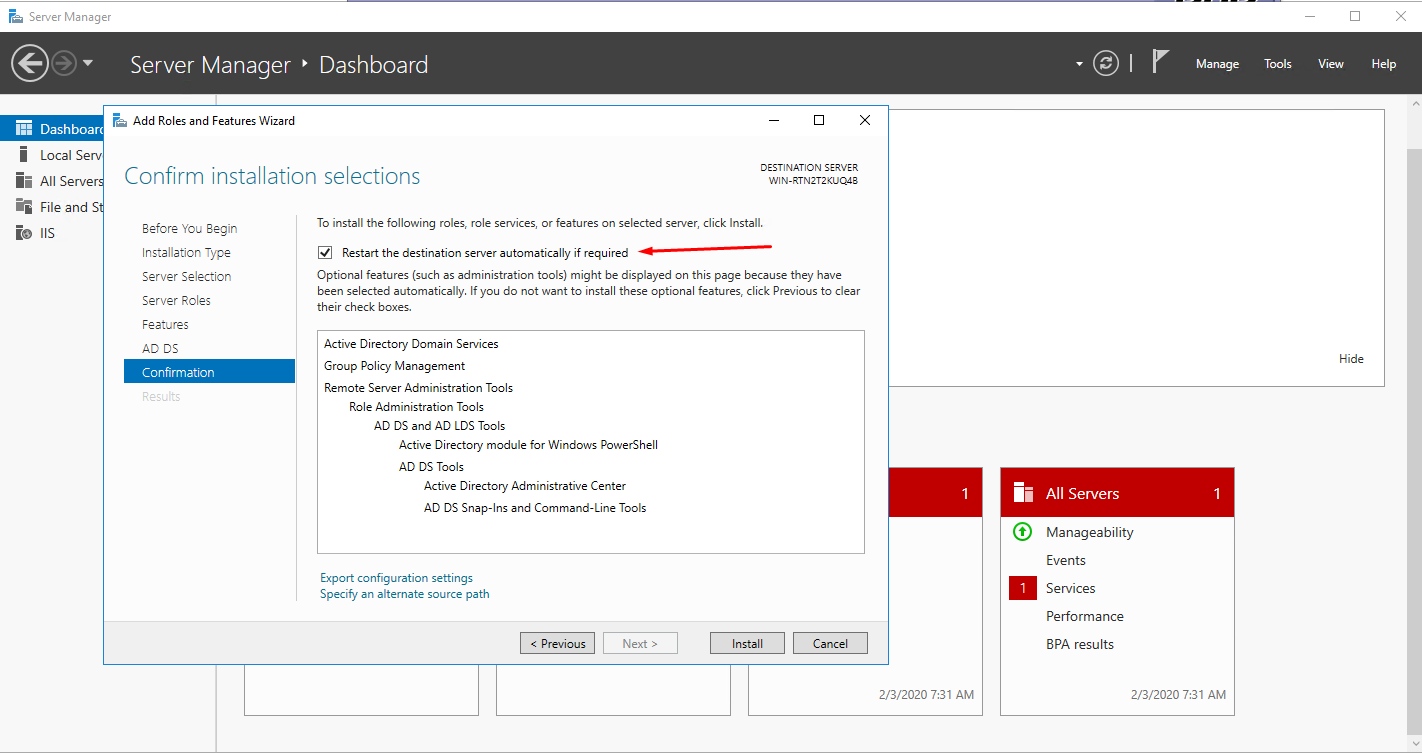 Server Manager
Server Manager ‣ Dashboard
Manage
Tools
View
Help
Dashboard
Local Serv
All Servers
File and St
IIS
Add Roles and Features Wizard
Confirm installation selections
DESTINATION SERVER
WIN-RTN2T2KUQ4B
Before You Begin
Installation Type
Server Selection
Server Roles
Features
AD DS
Confirmation
Results
To install the following roles, role services, or features on selected server, click Install.
Restart the destination server automatically if required
Optional features (such as administration tools) might be displayed on this page because they have
been selected automatically. If you do not want to install these optional features, click Previous to clear
their check boxes.
Active Directory Domain Services
Group Policy Management
Remote Server Administration Tools
Role Administration Tools
AD DS and AD LDS Tools
Active Directory module for Windows PowerShell
AD DS Tools
Active Directory Administrative Center
AD DS Snap-Ins and Command-Line Tools
Export configuration settings
Specify an alternate source path
< Previous
Next >
Install
Cancel
Hide
1
2/3/2020 7:31 AM
All Servers 1
Manageability
Events
1 Services
Performance
BPA results
2/3/2020 7:31 AM